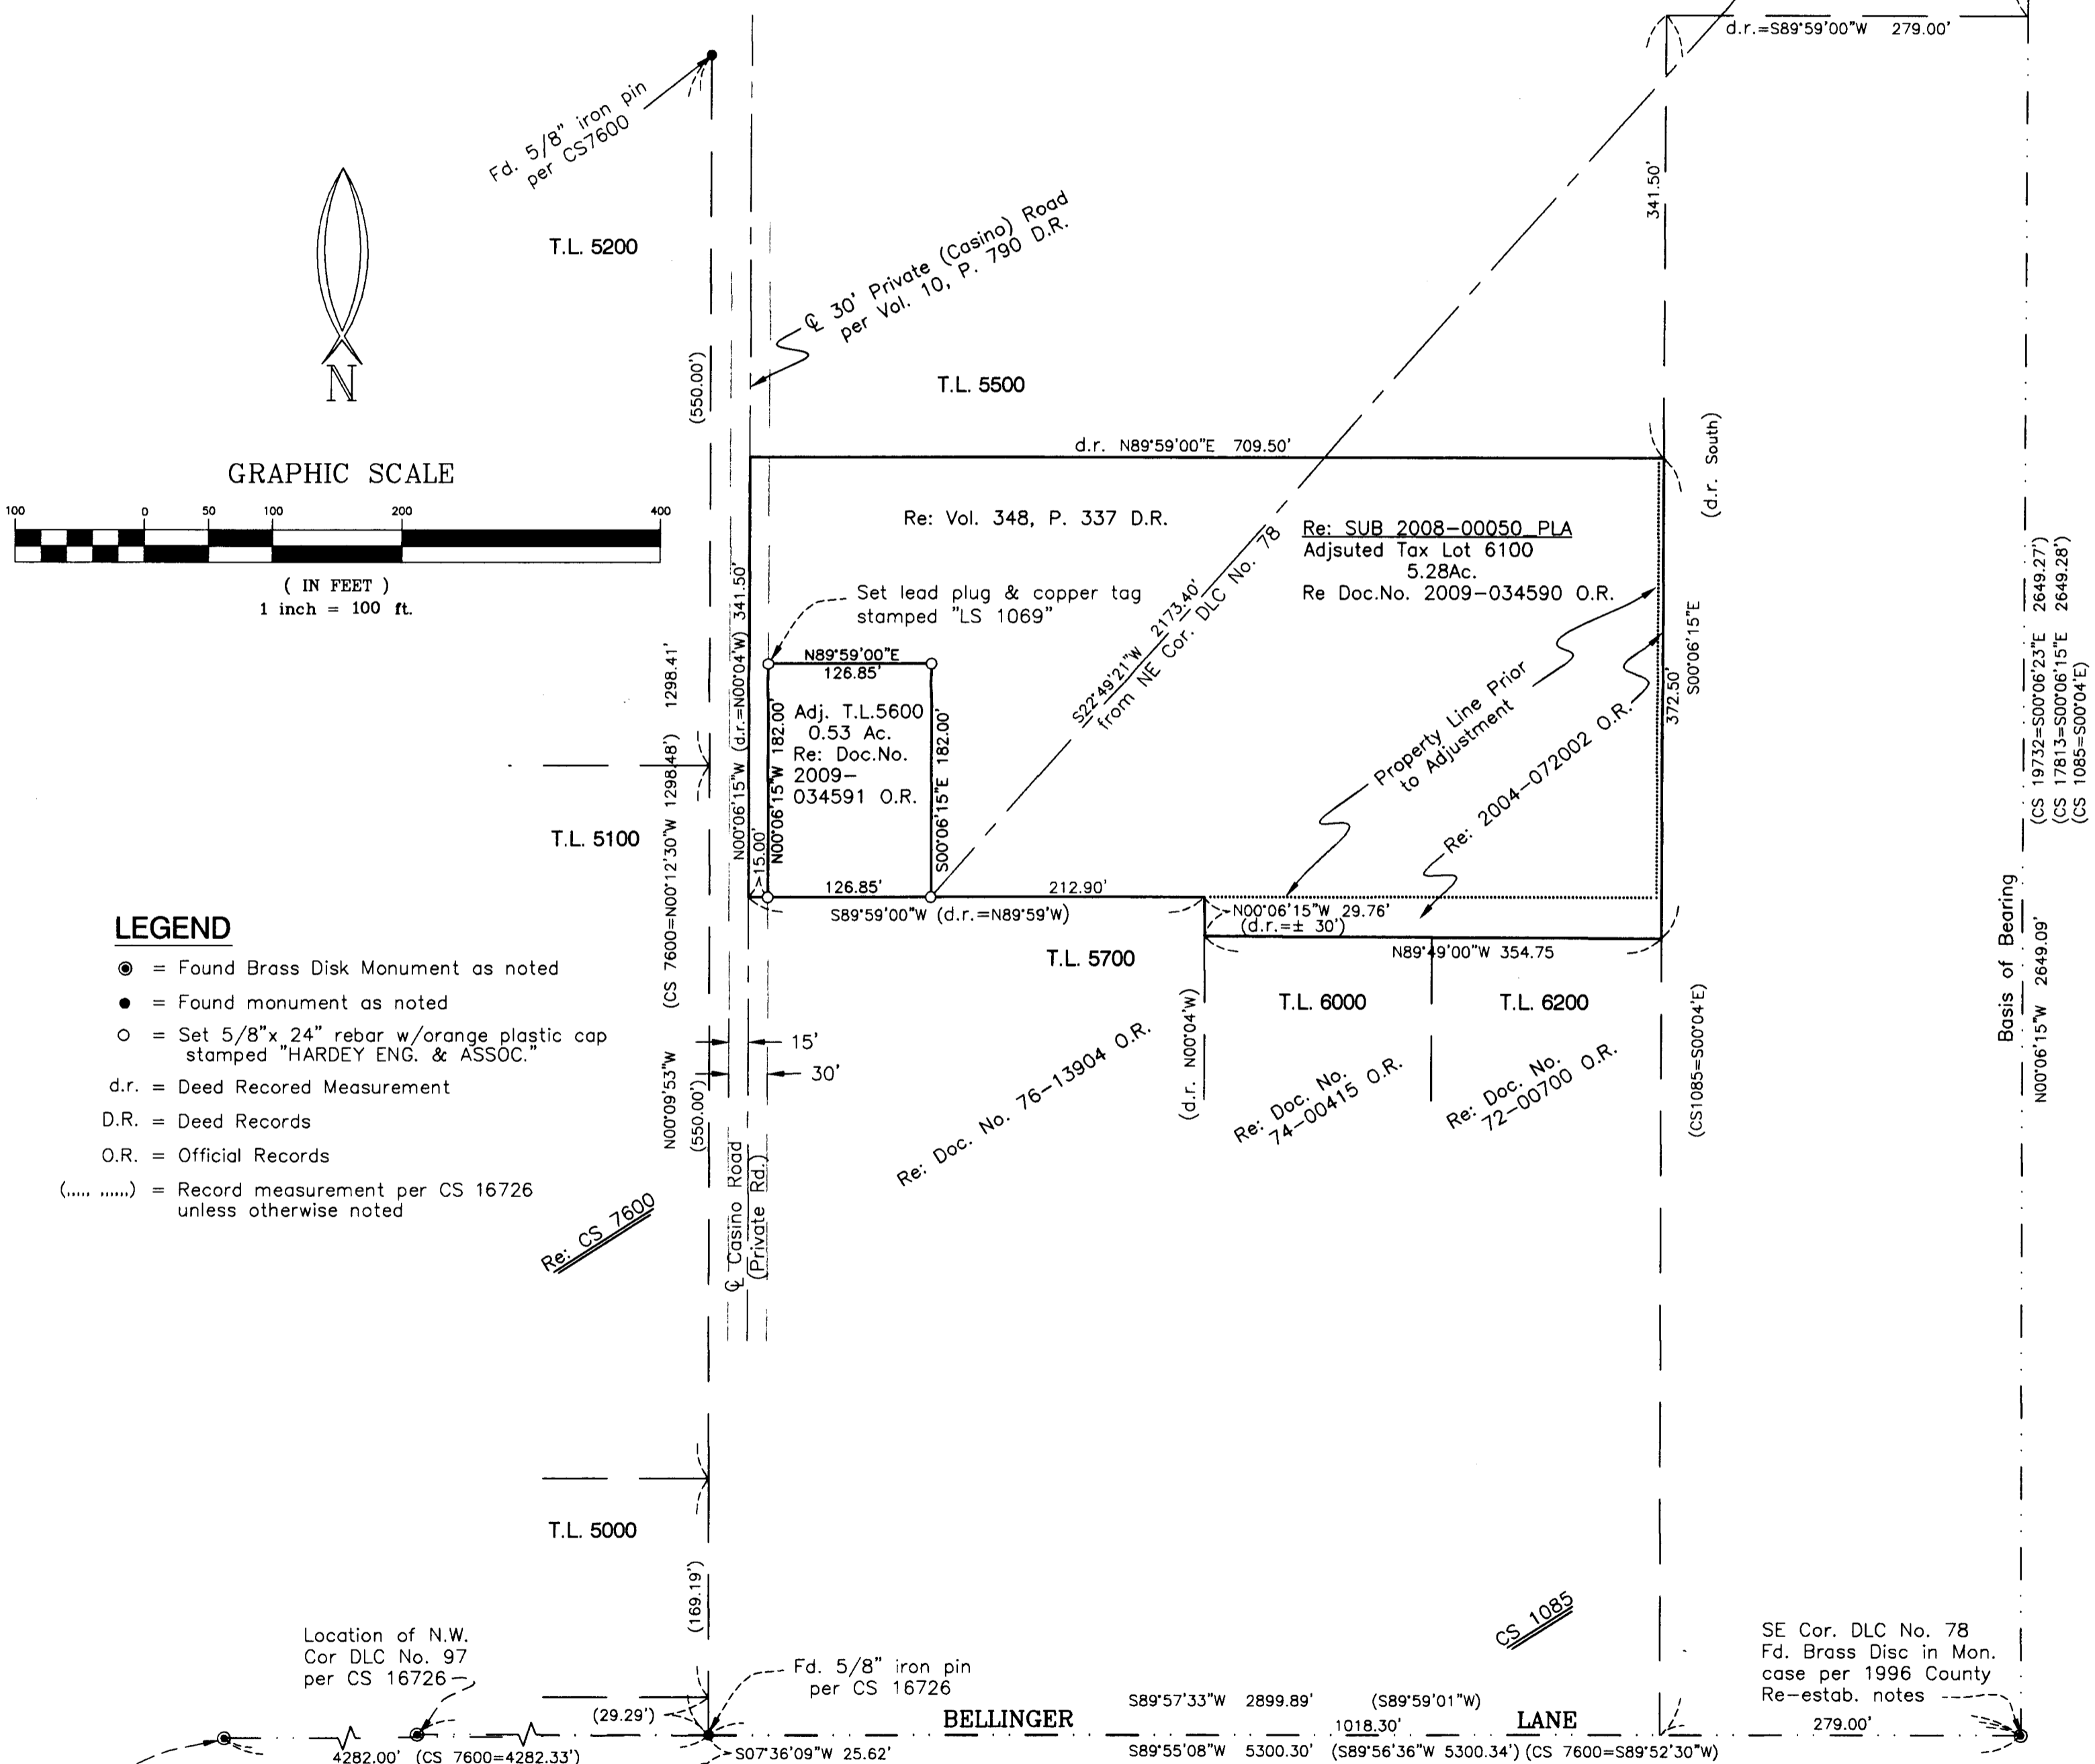 d.r.=S89°59'00"W 279.00'
Fd. 5/8" iron pin
per CS7600
T.L. 5200
N
℄ 30' Private (Casino) Road
per Vol. 10, P. 790 D.R.
341.50'
(550.00')
T.L. 5500
GRAPHIC SCALE
100 0 50 100 200 400
( IN FEET )
1 inch = 100 ft.
d.r. N89°59'00"E 709.50'
(d.r. South)
Re: Vol. 348, P. 337 D.R.
Re: SUB 2008-00050_PLA
Adjsuted Tax Lot 6100
5.28Ac.
Re Doc.No. 2009-034590 O.R.
Set lead plug & copper tag
stamped "LS 1069"
N00°06'15"W (d.r.=N00°04'W) 341.50'
N89°59'00"E
126.85'
N00°06'15"W 182.00'
Adj. T.L.5600
0.53 Ac.
Re: Doc.No.
2009-
034591 O.R.
S00°06'15"E 182.00'
15.00'
S22°49'21"W 2173.40'
from NE Cor. DLC No. 78
Property Line Prior
to Adjustment
Re: 2004-072002 O.R.
372.50'
S00°06'15"E
(CS 19732=S00°06'23"E 2649.27')
(CS 17813=S00°06'15"E 2649.28')
(CS 1085=S00°04'E)
Basis of Bearing
N00°06'15"W 2649.09'
1298.41'
(CS 7600=N00°12'30"W 1298.48')
T.L. 5100
126.85'
212.90'
S89°59'00"W (d.r.=N89°59'W)
N00°06'15"W 29.76'
(d.r.=± 30')
N89°49'00"W 354.75
T.L. 5700
T.L. 6000
T.L. 6200
(d.r. N00°04'W)
Re: Doc. No. 76-13904 O.R.
Re: Doc. No.
74-00415 O.R.
Re: Doc. No.
72-00700 O.R.
(CS1085=S00°04'E)
LEGEND
= Found Brass Disk Monument as noted
= Found monument as noted
= Set 5/8"x 24" rebar w/orange plastic cap
stamped "HARDEY ENG. & ASSOC."
d.r. = Deed Recored Measurement
D.R. = Deed Records
O.R. = Official Records
(..... ......) = Record measurement per CS 16726
unless otherwise noted
15'
30'
N00°09'53"W
(550.00')
℄ Casino Road
(Private Rd.)
Re: CS 7600
T.L. 5000
(169.19')
CS 1085
Location of N.W.
Cor DLC No. 97
per CS 16726
Fd. 5/8" iron pin
per CS 16726
SE Cor. DLC No. 78
Fd. Brass Disc in Mon.
case per 1996 County
Re-estab. notes
(29.29')
S89°57'33"W 2899.89' (S89°59'01"W)
BELLINGER LANE
1018.30'
279.00'
4282.00' (CS 7600=4282.33')
S07°36'09"W 25.62'
S89°55'08"W 5300.30' (S89°56'36"W 5300.34') (CS 7600=S89°52'30"W)